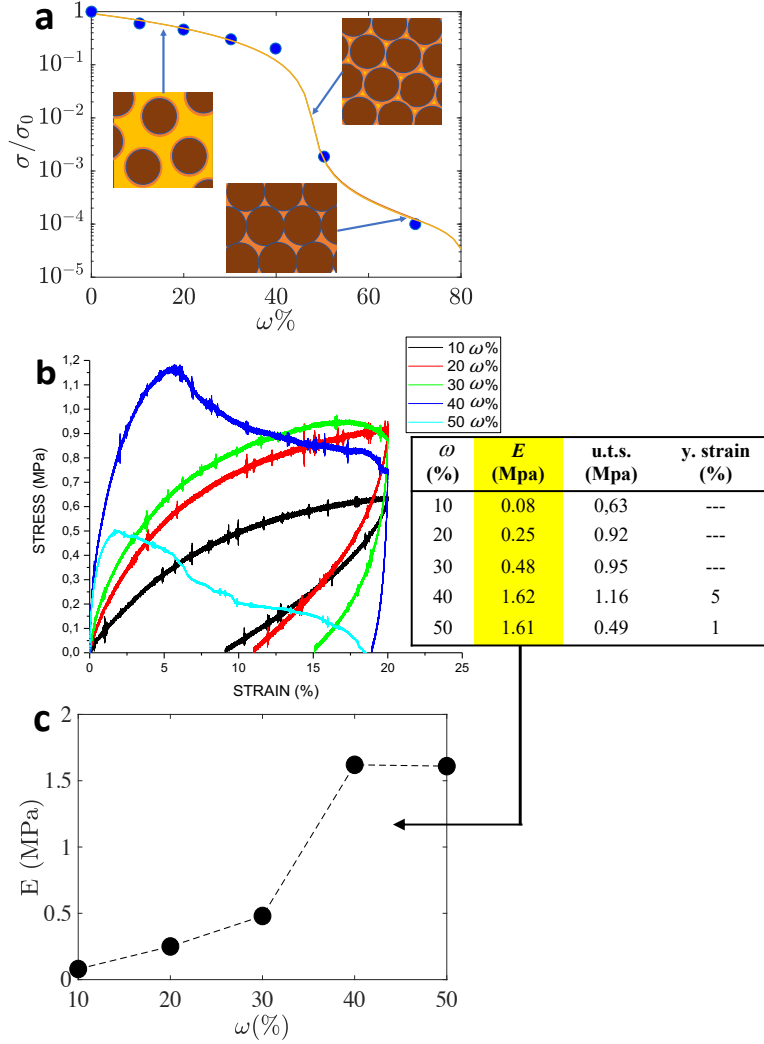 a
1
10⁻¹
10⁻²
10⁻³
10⁻⁴
10⁻⁵
σ/σ₀
0 20 40 60 80
ω%
b
10 ω%
20 ω%
30 ω%
40 ω%
50 ω%
1,2
1,1
1,0
0,9
0,8
0,7
0,6
0,5
0,4
0,3
0,2
0,1
0,0
STRESS (MPa)
0 5 10 15 20 25
STRAIN (%)
ω E u.t.s. y. strain
(%) (Mpa) (Mpa) (%)
10 0.08 0.63 ---
20 0.25 0.92 ---
30 0.48 0.95 ---
40 1.62 1.16 5
50 1.61 0.49 1
c
2
1.5
1
0.5
0
E (MPa)
10 20 30 40 50
ω(%)